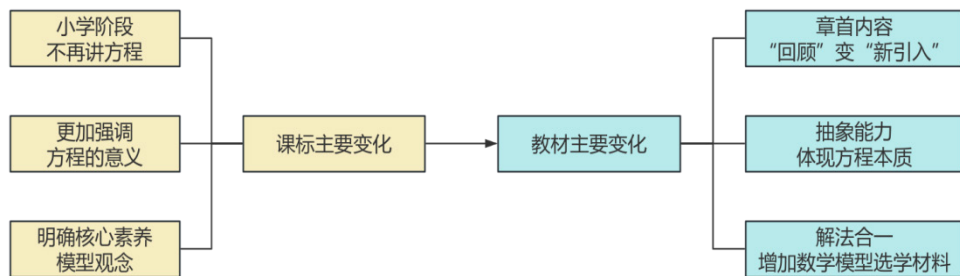 小学阶段
不再讲方程
更加强调
方程的意义
明确核心素养
模型观念
课标主要变化
教材主要变化
章首内容
“回顾”变“新引入”
抽象能力
体现方程本质
解法合一
增加数学模型选学材料